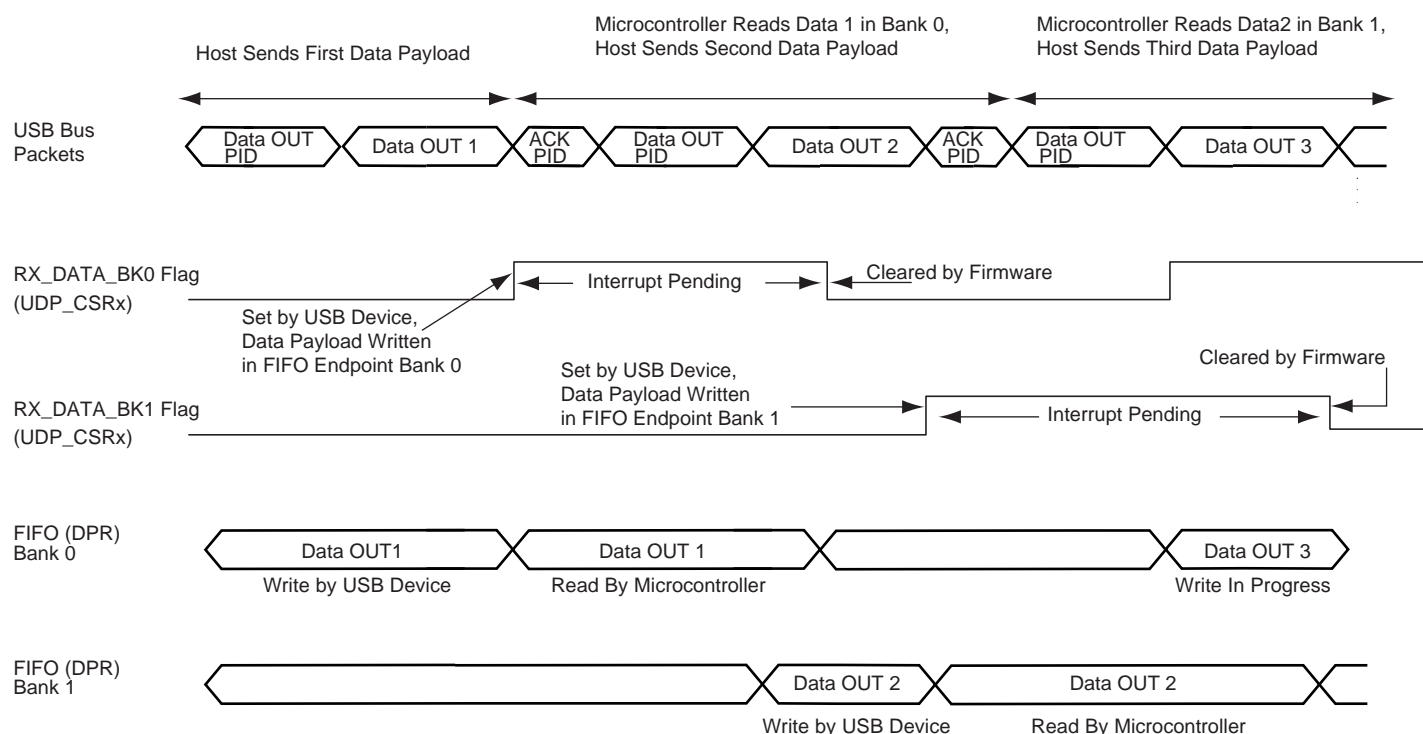 Host Sends First Data Payload
Microcontroller Reads Data 1 in Bank 0,
Host Sends Second Data Payload
Microcontroller Reads Data2 in Bank 1,
Host Sends Third Data Payload
USB Bus
Packets
Data OUT
PID
Data OUT 1
ACK
PID
Data OUT
PID
Data OUT 2
ACK
PID
Data OUT
PID
Data OUT 3
RX_DATA_BK0 Flag
(UDP_CSRx)
Interrupt Pending
Cleared by Firmware
Set by USB Device,
Data Payload Written
in FIFO Endpoint Bank 0
RX_DATA_BK1 Flag
(UDP_CSRx)
Set by USB Device,
Data Payload Written
in FIFO Endpoint Bank 1
Interrupt Pending
Cleared by Firmware
FIFO (DPR)
Bank 0
Data OUT1
Data OUT 1
Data OUT 3
Write by USB Device
Read By Microcontroller
Write In Progress
FIFO (DPR)
Bank 1
Data OUT 2
Data OUT 2
Write by USB Device
Read By Microcontroller